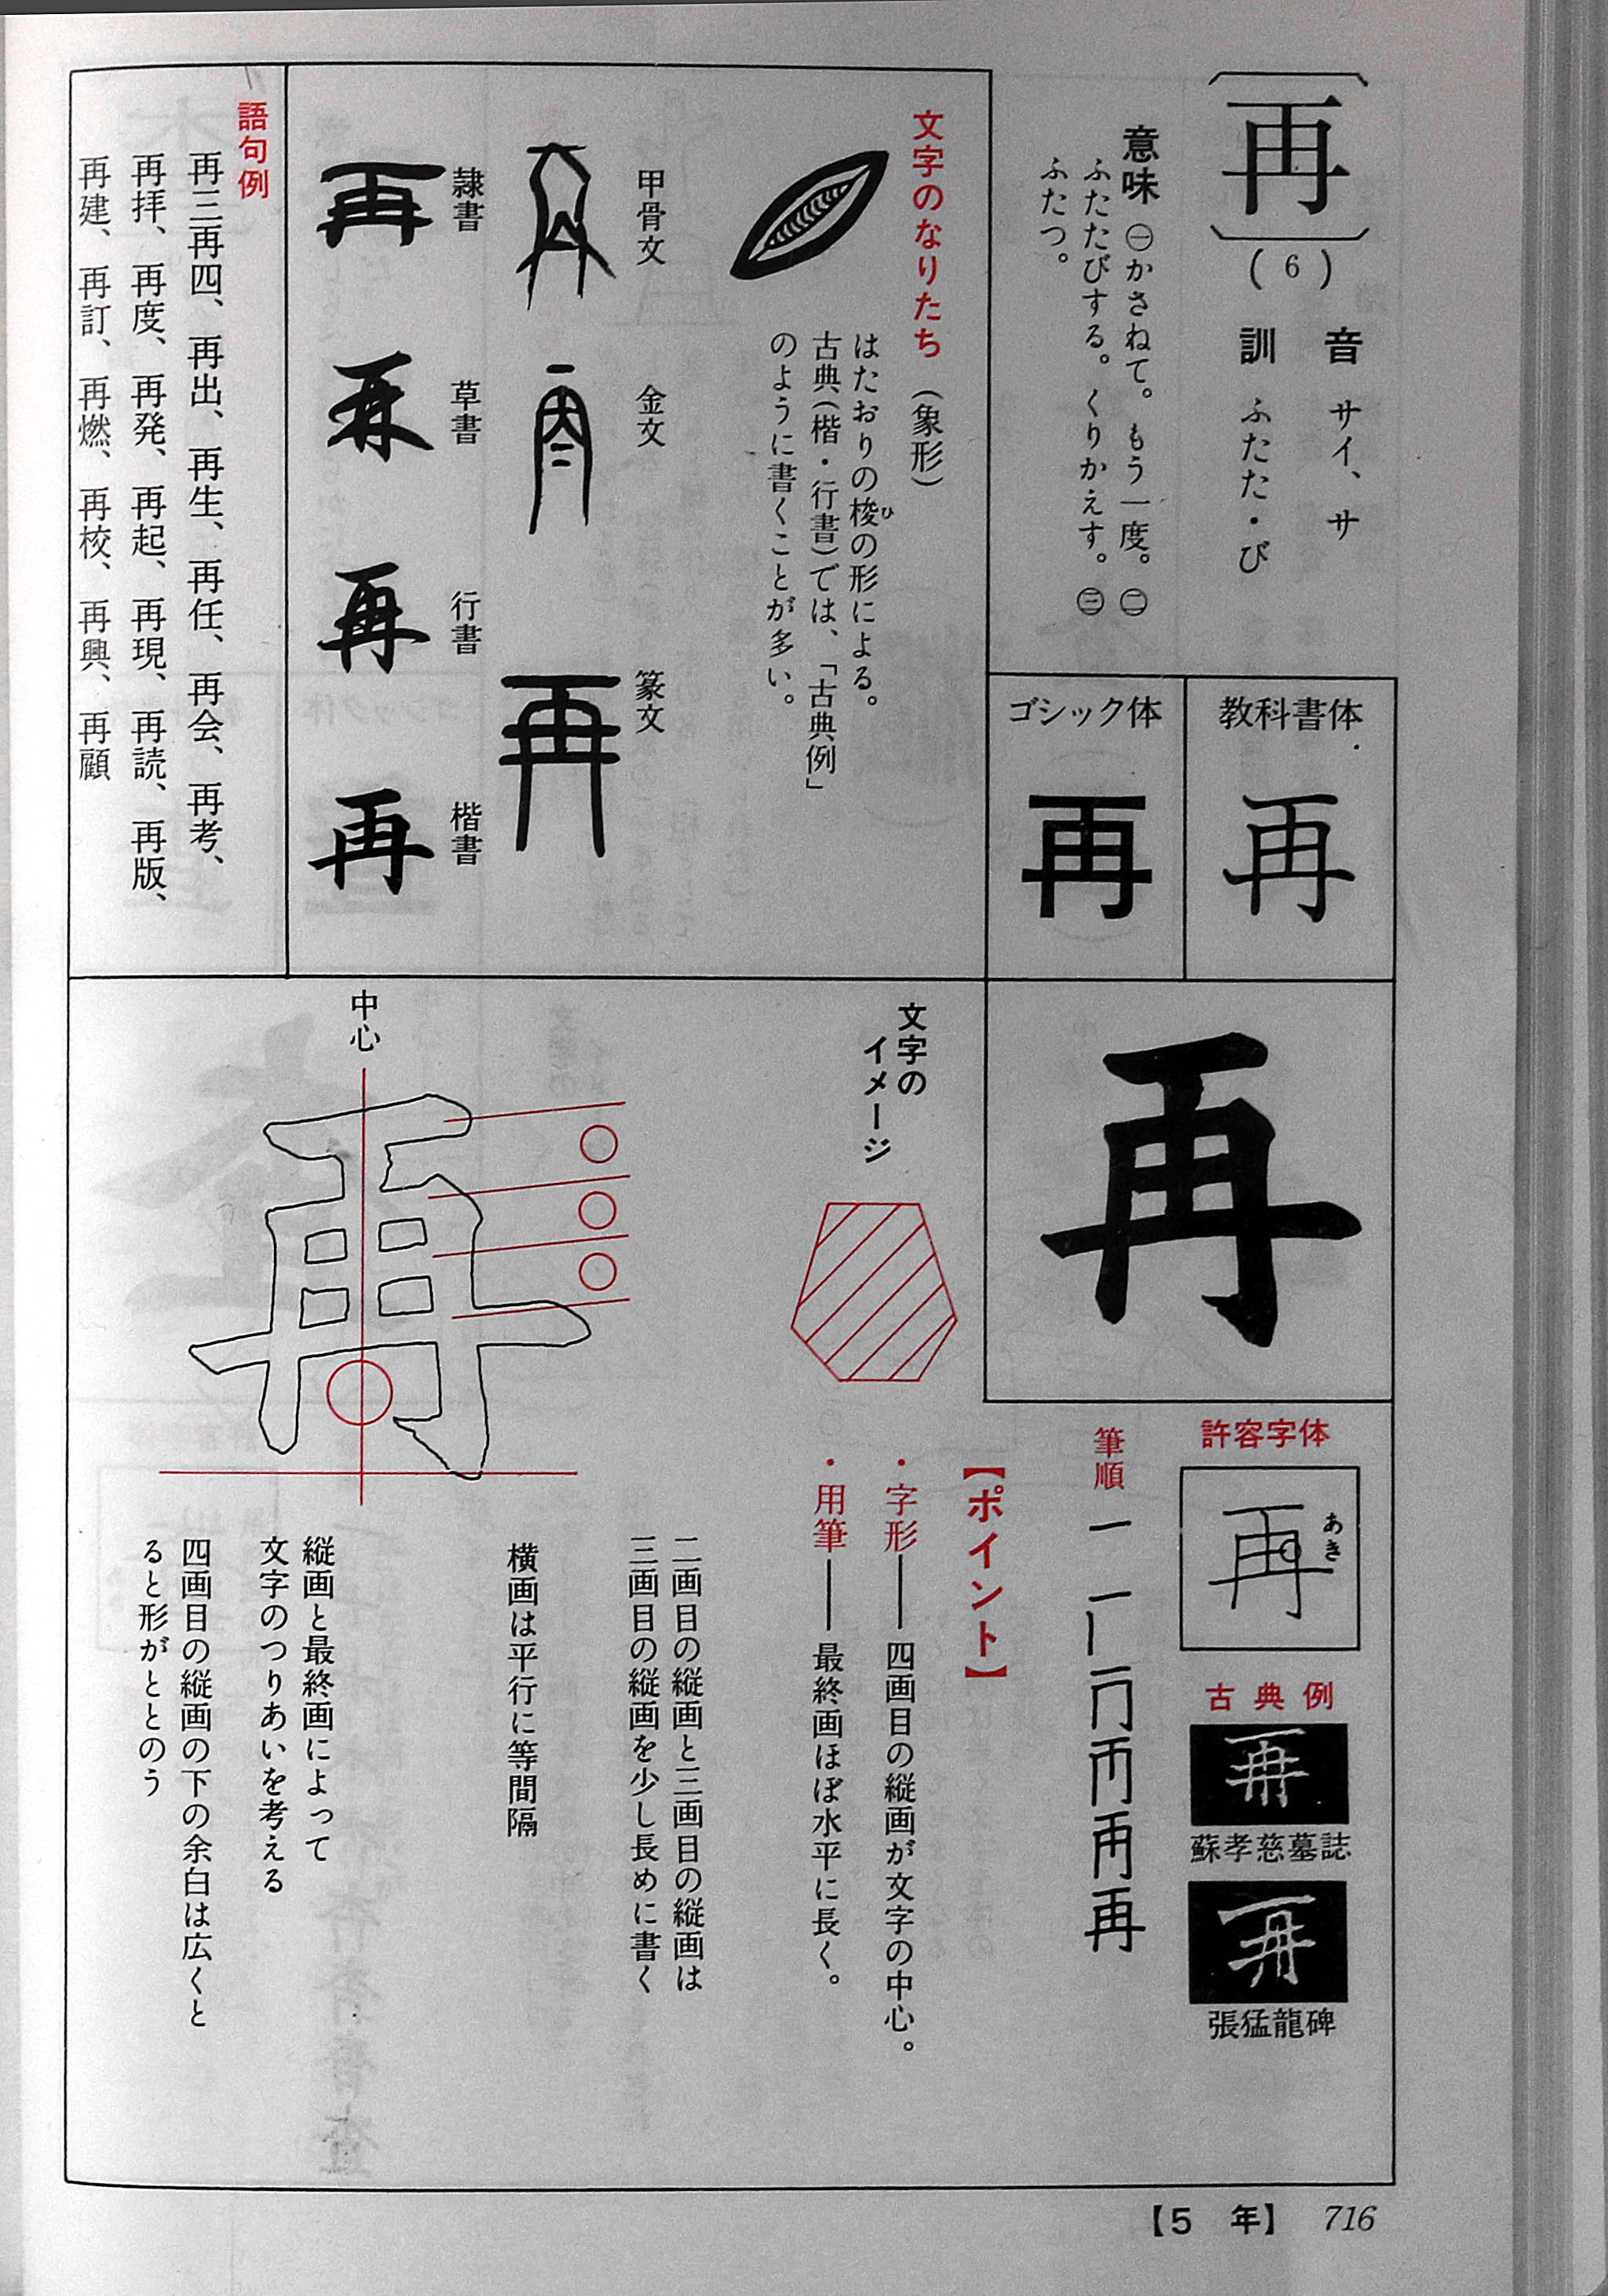 再
(6)
音 サイ、サ
訓 ふたた・び
意味 ㊀かさねて。もう一度。㊁
ふたたびする。くりかえす。㊂
ふたつ。
教科書体
再
ゴシック体
再
文字のなりたち (象形)
はたおりの梭の形による。
ひ
古典(楷・行書)では、「古典例」
のように書くことが多い。
甲骨文
金文
篆文
再
隷書
再
草書
再
行書
再
楷書
再
語句例
再三再四、再出、再生、再任、再会、再考、
再拝、再度、再発、再起、再現、再読、再版、
再建、再訂、再燃、再校、再興、再顧
再
許容字体
再
あき
古典例
蘇孝慈墓誌
張猛龍碑
筆順
再
【ポイント】
・字形――四画目の縦画が文字の中心。
・用筆――最終画ほぼ水平に長く。
文字の
イメージ
二画目の縦画と三画目の縦画は
三画目の縦画を少し長めに書く
横画は平行に等間隔
中心
縦画と最終画によって
文字のつりあいを考える
四画目の縦画の下の余白は広くと
ると形がととのう
【5 年】 716